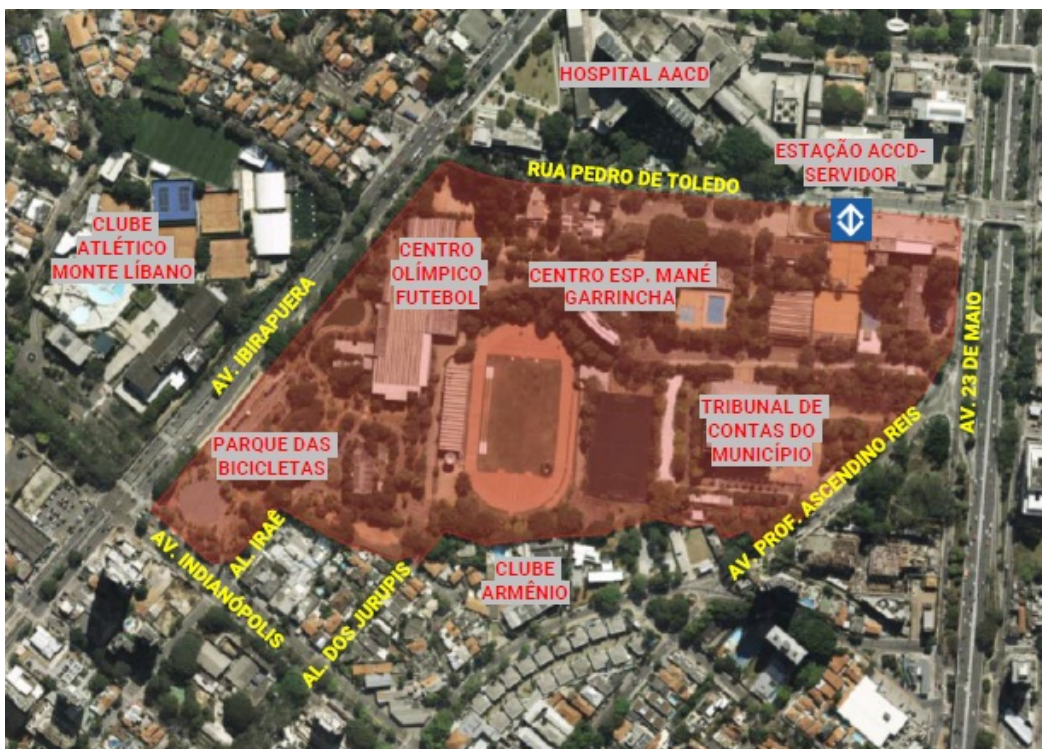 HOSPITAL AACD
ESTAÇÃO ACCD-
SERVIDOR
RUA PEDRO DE TOLEDO
CLUBE
ATLÉTICO
MONTE LÍBANO
CENTRO
OLÍMPICO
FUTEBOL
CENTRO ESP. MANÉ
GARRINCHA
AV. IBIRAPUERA
AV. 23 DE MAIO
TRIBUNAL DE
CONTAS DO
MUNICÍPIO
PARQUE DAS
BICICLETAS
AV. PROF. ASCENDINO REIS
AL. IRAÊ
AV. INDIANÓPOLIS
AL. DOS JURUPIS
CLUBE
ARMÊNIO